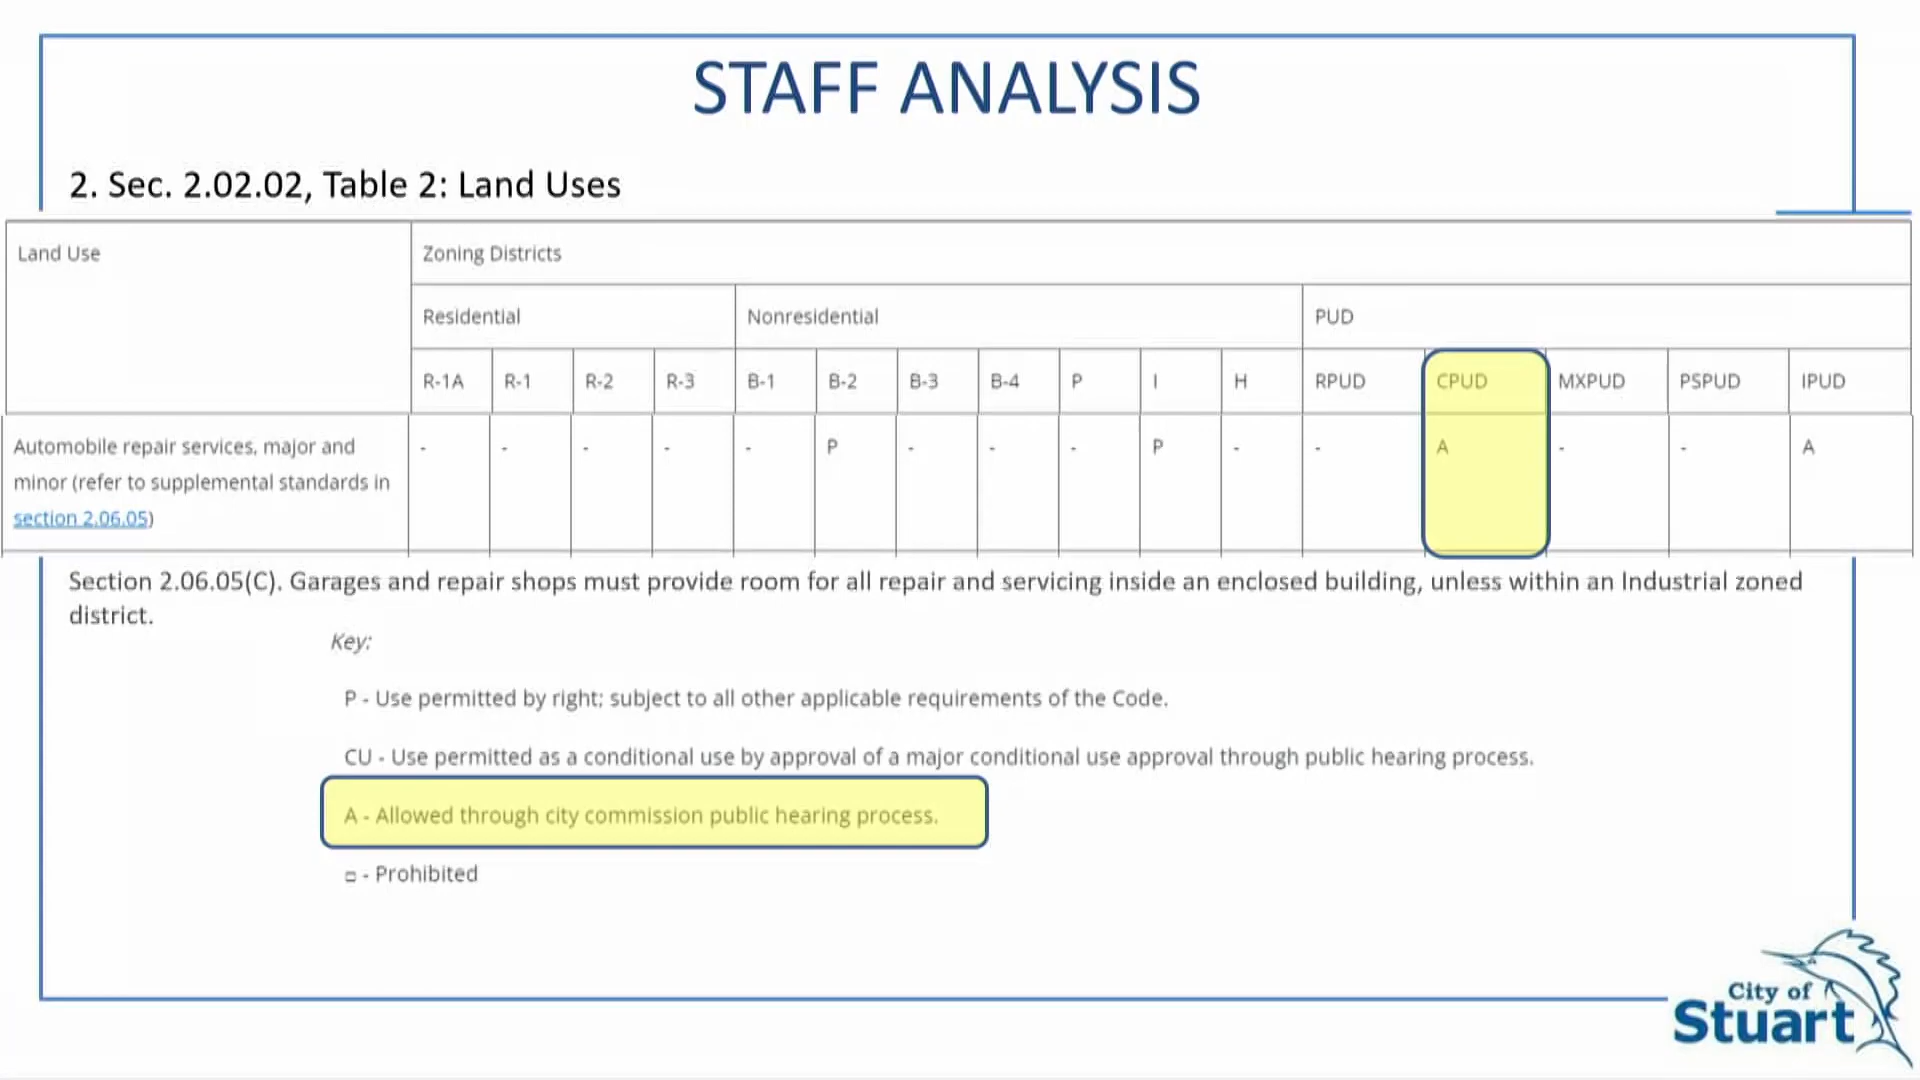 STAFF ANALYSIS
2. Sec. 2.02.02, Table 2: Land Uses
Land Use
Zoning Districts
Residential
Nonresidential
PUD
R-1A R-1 R-2 R-3 B-1 B-2 B-3 B-4 P I H RPUD CPUD MXPUD PSPUD IPUD
Automobile repair services, major and - - - - - P - - - P - - A - - A
minor (refer to supplemental standards in
section 2.06.05)
Section 2.06.05(C). Garages and repair shops must provide room for all repair and servicing inside an enclosed building, unless within an Industrial zoned
district.
Key:
P - Use permitted by right; subject to all other applicable requirements of the Code.
CU - Use permitted as a conditional use by approval of a major conditional use approval through public hearing process.
A - Allowed through city commission public hearing process.
□ - Prohibited
City of
Stuart